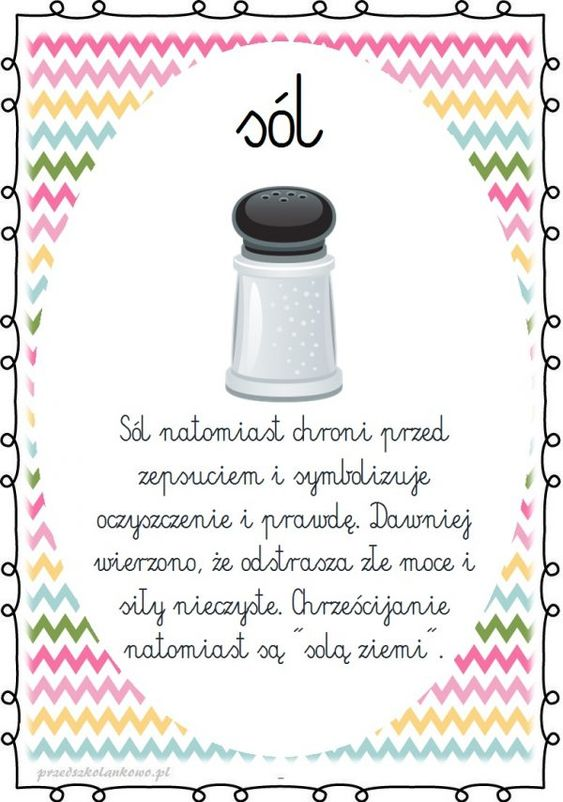 sól
Sól natomiast chroni przed
zepsuciem i symbolizuje
oczyszczenie i prawdę. Dawniej
wierzono, że odstrasza złe moce i
siły nieczyste. Chrześcijanie
natomiast są "solą ziemi".
przedszkolankowo.pl